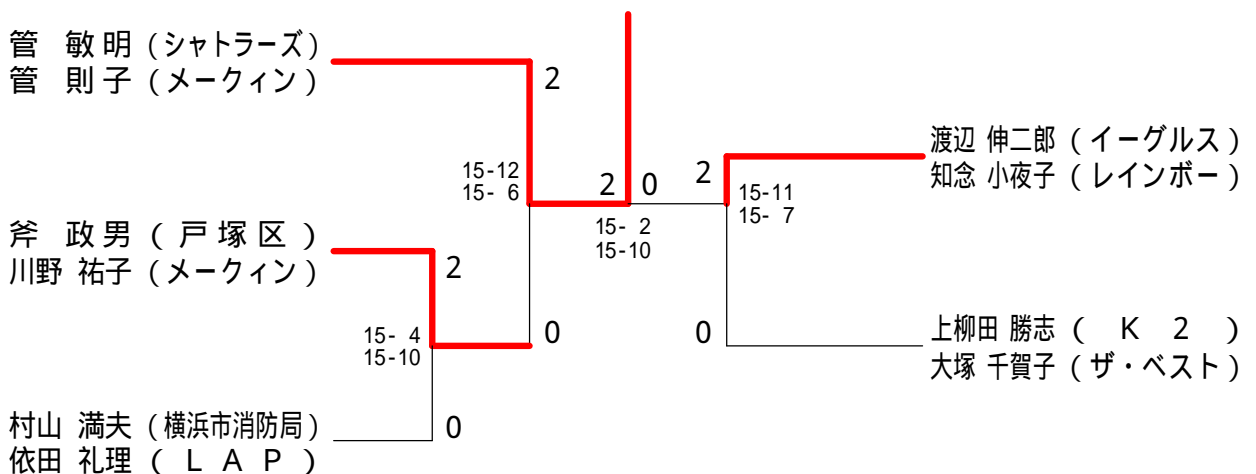 管 敏明 (シャトラーズ)
管 則子 (メークィン)
2
15-12
15- 6
斧 政男 (戸塚区)
川野 祐子 (メークィン)
2
15- 4
15-10
0
村山 満夫 (横浜市消防局)
依田 礼理 (LAP)
0
2 0
15- 2
15-10
2
15-11
15- 7
渡辺 伸二郎 (イーグルス)
知念 小夜子 (レインボー)
0
上柳田 勝志 (K2)
大塚 千賀子 (ザ・ベスト)